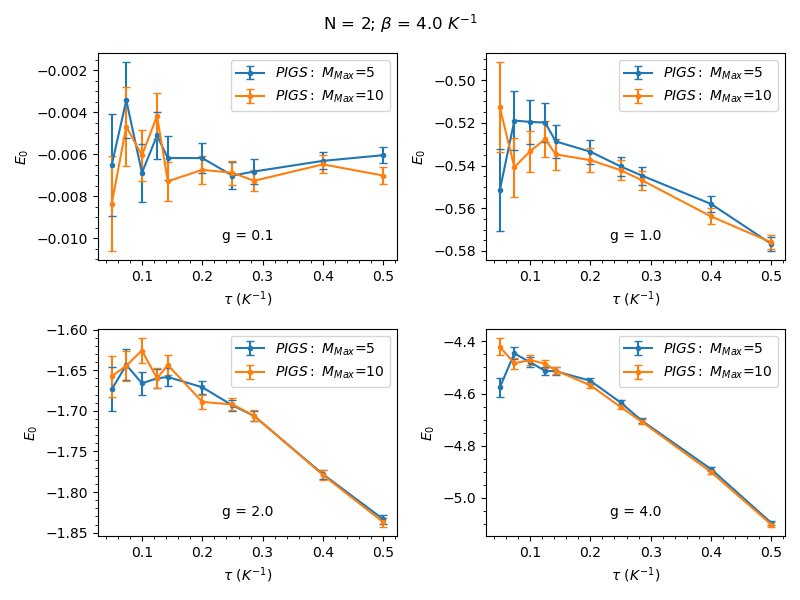 N = 2; β = 4.0 K⁻¹
−0.002
−0.004
−0.006
−0.008
−0.010
E₀
PIGS: M_Max=5
PIGS: M_Max=10
g = 0.1
0.1 0.2 0.3 0.4 0.5
τ (K⁻¹)
−0.50
−0.52
−0.54
−0.56
−0.58
E₀
PIGS: M_Max=5
PIGS: M_Max=10
g = 1.0
0.1 0.2 0.3 0.4 0.5
τ (K⁻¹)
−1.60
−1.65
−1.70
−1.75
−1.80
−1.85
E₀
PIGS: M_Max=5
PIGS: M_Max=10
g = 2.0
0.1 0.2 0.3 0.4 0.5
τ (K⁻¹)
−4.4
−4.6
−4.8
−5.0
E₀
PIGS: M_Max=5
PIGS: M_Max=10
g = 4.0
0.1 0.2 0.3 0.4 0.5
τ (K⁻¹)